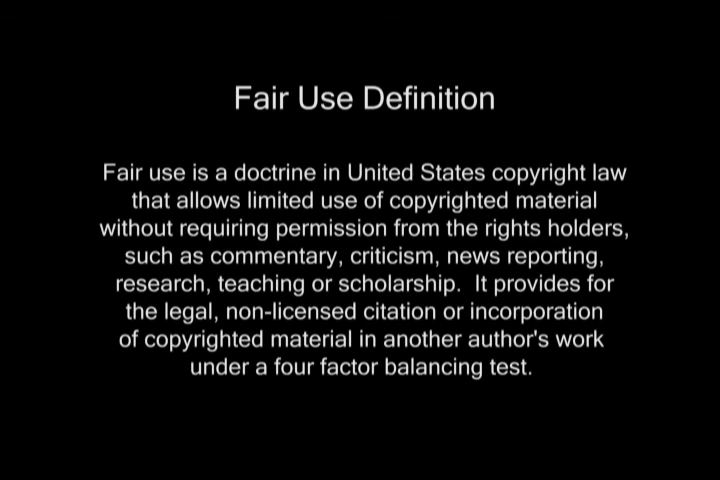 Fair Use Definition
Fair use is a doctrine in United States copyright law
that allows limited use of copyrighted material
without requiring permission from the rights holders,
such as commentary, criticism, news reporting,
research, teaching or scholarship.  It provides for
the legal, non-licensed citation or incorporation
of copyrighted material in another author's work
under a four factor balancing test.